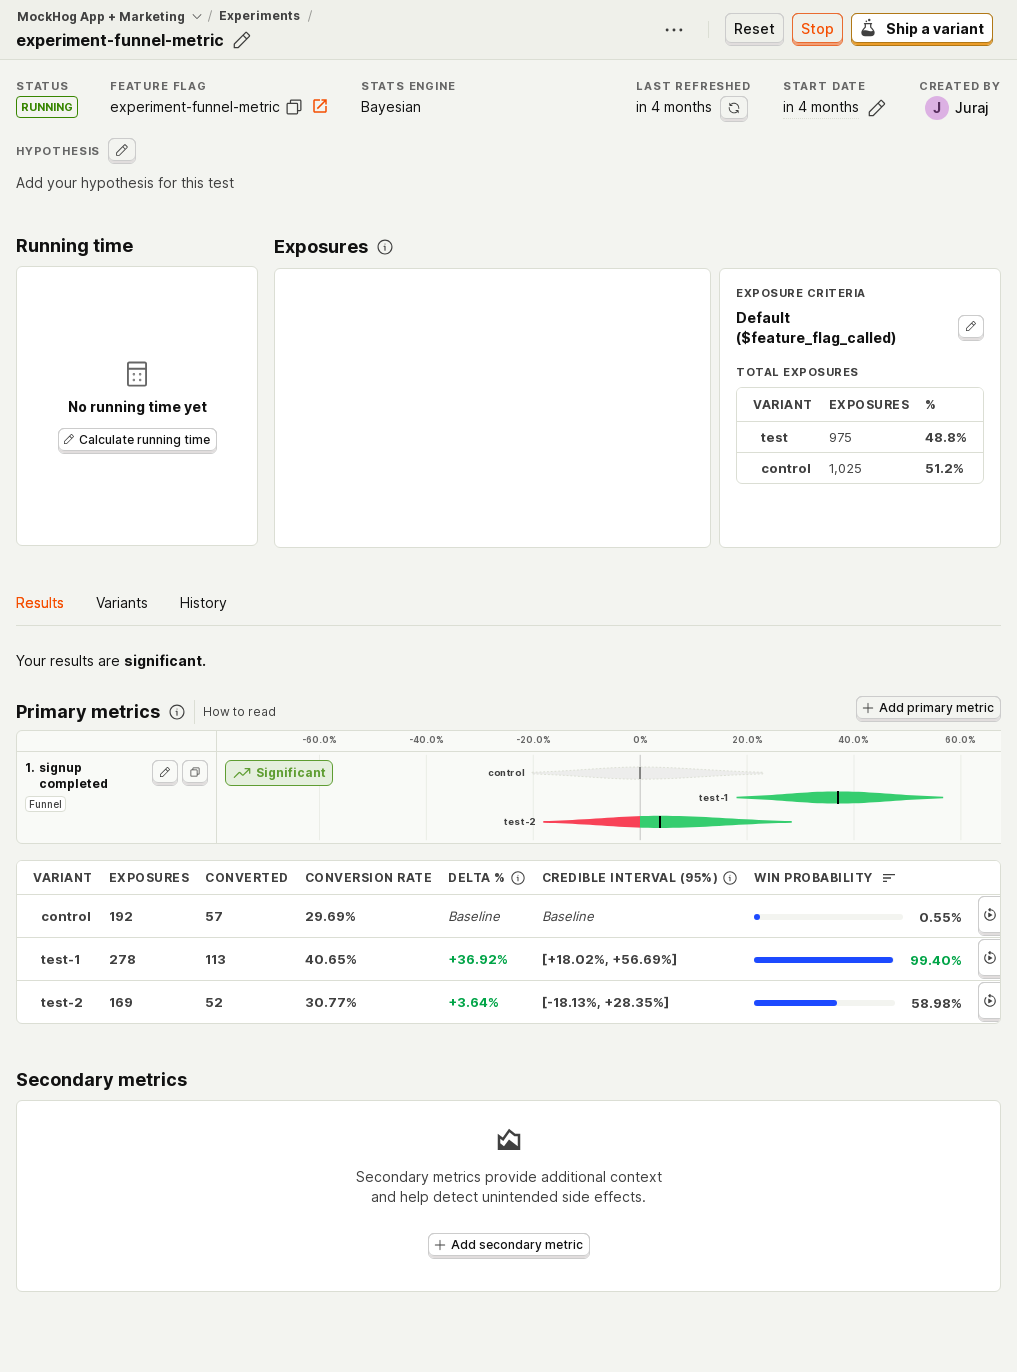 MockHog App + Marketing / Experiments /
experiment-funnel-metric
Reset
Stop
Ship a variant
STATUS
RUNNING
FEATURE FLAG
experiment-funnel-metric
STATS ENGINE
Bayesian
LAST REFRESHED
in 4 months
START DATE
in 4 months
CREATED BY
J Juraj
HYPOTHESIS
Add your hypothesis for this test
Running time
No running time yet
Calculate running time
Exposures
EXPOSURE CRITERIA
Default
($feature_flag_called)
TOTAL EXPOSURES
VARIANT EXPOSURES %
test 975 48.8%
control 1,025 51.2%
Results Variants History
Your results are significant.
Primary metrics How to read
Add primary metric
-60.0% -40.0% -20.0% 0% 20.0% 40.0% 60.0%
1. signup
completed
Funnel
Significant
control
test-1
test-2
VARIANT EXPOSURES CONVERTED CONVERSION RATE DELTA % CREDIBLE INTERVAL (95%) WIN PROBABILITY
control 192 57 29.69% Baseline Baseline 0.55%
test-1 278 113 40.65% +36.92% [+18.02%, +56.69%] 99.40%
test-2 169 52 30.77% +3.64% [-18.13%, +28.35%] 58.98%
Secondary metrics
Secondary metrics provide additional context
and help detect unintended side effects.
Add secondary metric